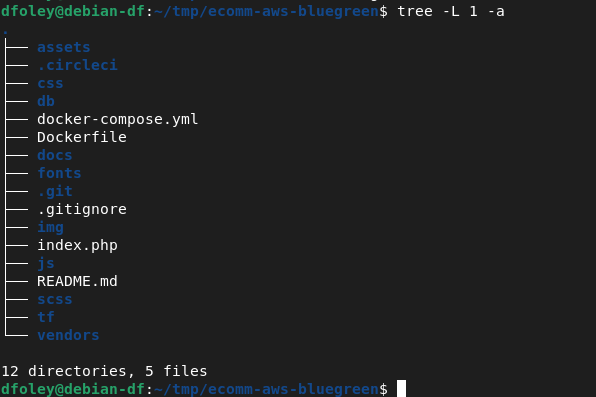 dfoley@debian-df:~/tmp/ecomm-aws-bluegreen$ tree -L 1 -a
.
├── assets
├── .circleci
├── css
├── db
├── docker-compose.yml
├── Dockerfile
├── docs
├── fonts
├── .git
├── .gitignore
├── img
├── index.php
├── js
├── README.md
├── scss
├── tf
└── vendors

12 directories, 5 files
dfoley@debian-df:~/tmp/ecomm-aws-bluegreen$